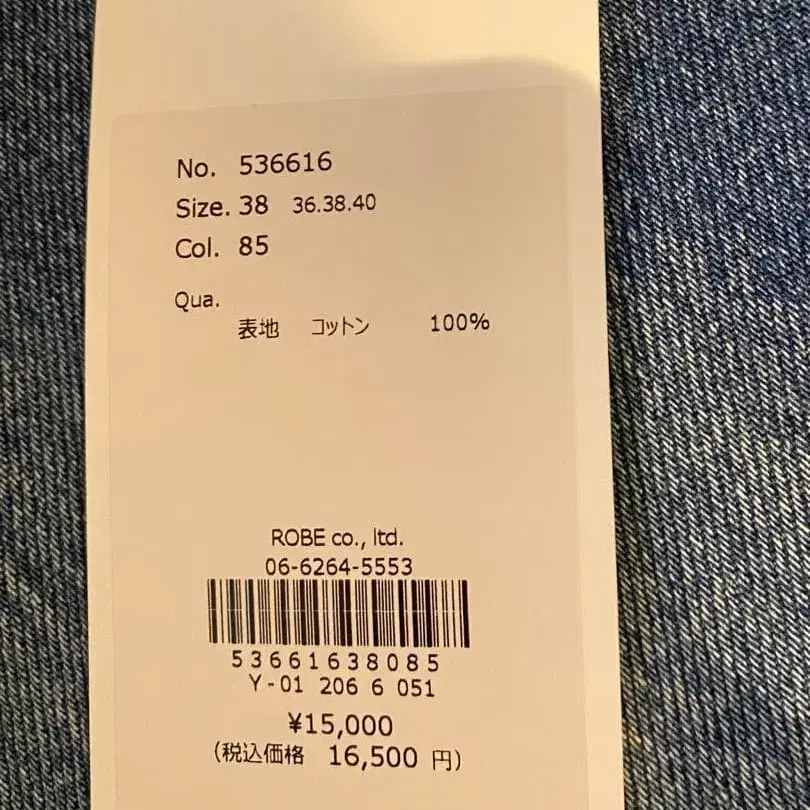 No. 536616
Size. 38 36.38.40
Col. 85
Qua.
表地 コットン 100%
ROBE co., ltd.
06-6264-5553
53661638085
Y-01 206 6 051
¥15,000
(税込価格 16,500 円)